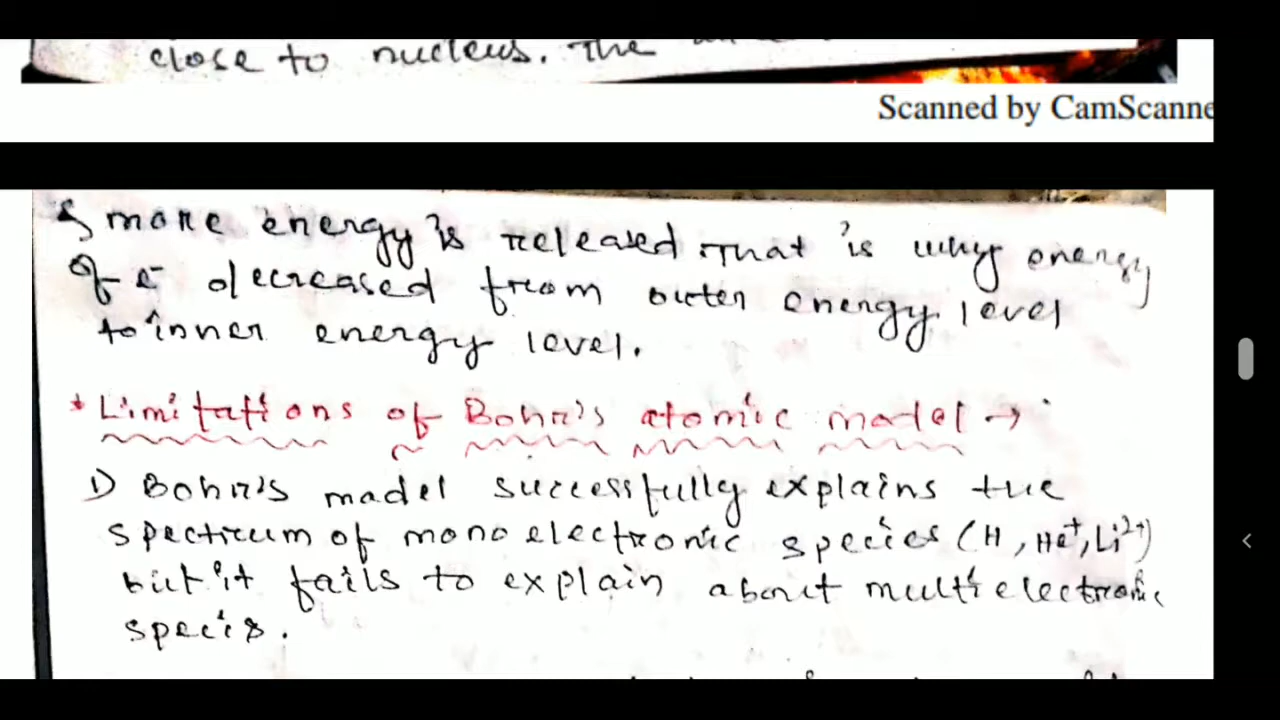 close to nucleus. The
Scanned by CamScanne
more energy is released. That is why energy
of e- decreased from outer energy level
to inner energy level.
* Limitations of Bohr's atomic model →
1) Bohr's madel successfully explains the
spectrum of mono electronic species (H, He+, Li2+)
but it fails to explain about multielectronic
specis.